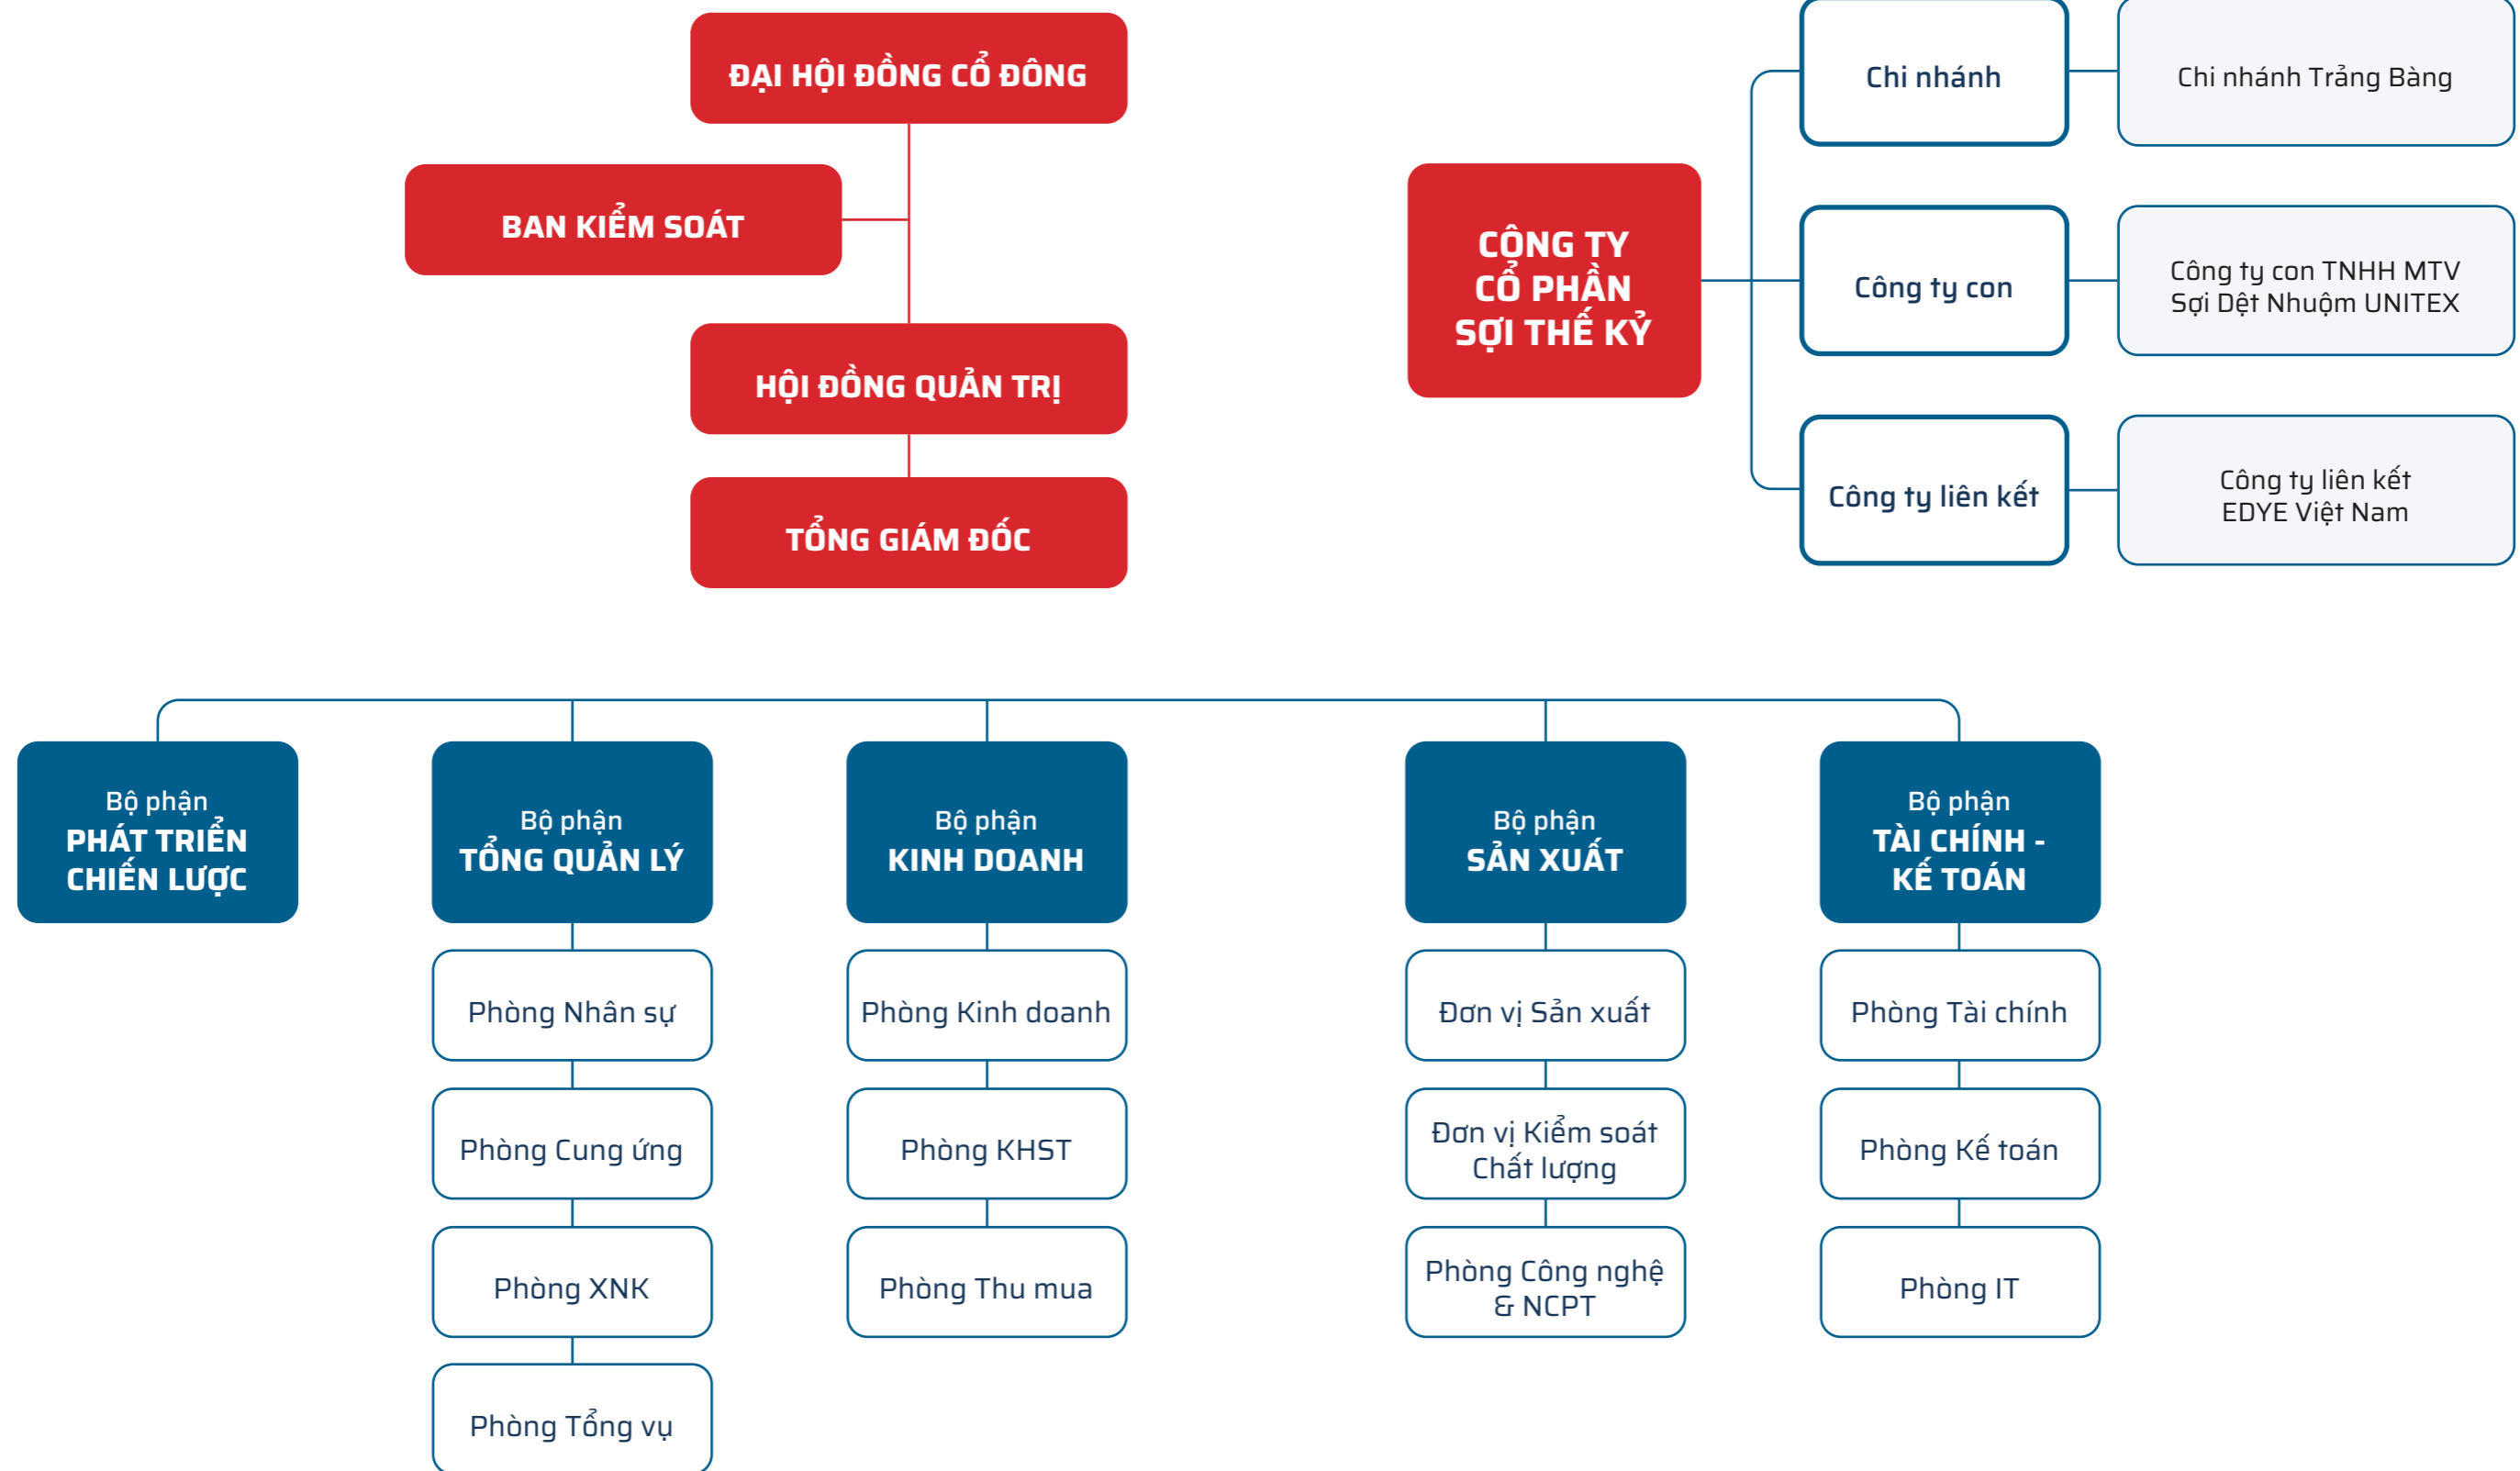 ĐẠI HỘI ĐỒNG CỔ ĐÔNG
BAN KIỂM SOÁT
HỘI ĐỒNG QUẢN TRỊ
TỔNG GIÁM ĐỐC
CÔNG TY
CỔ PHẦN
SỢI THẾ KỶ
Chi nhánh
Chi nhánh Trảng Bàng
Công ty con
Công ty con TNHH MTV
Sợi Dệt Nhuộm UNITEX
Công ty liên kết
Công ty liên kết
EDYE Việt Nam
Bộ phận
PHÁT TRIỂN
CHIẾN LƯỢC
Bộ phận
TỔNG QUẢN LÝ
Phòng Nhân sự
Phòng Cung ứng
Phòng XNK
Phòng Tổng vụ
Bộ phận
KINH DOANH
Phòng Kinh doanh
Phòng KHST
Phòng Thu mua
Bộ phận
SẢN XUẤT
Đơn vị Sản xuất
Đơn vị Kiểm soát
Chất lượng
Phòng Công nghệ
& NCPT
Bộ phận
TÀI CHÍNH -
KẾ TOÁN
Phòng Tài chính
Phòng Kế toán
Phòng IT